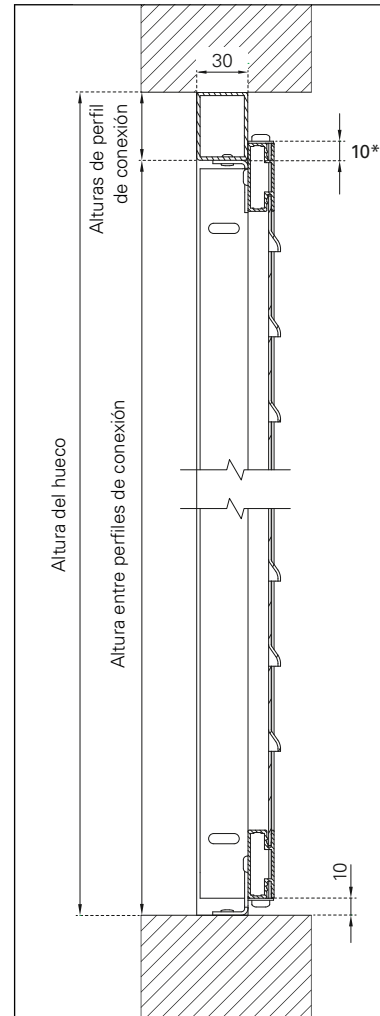 30
10*
Alturas de perfil
de conexión
Altura del hueco
Altura entre perfiles de conexión
10